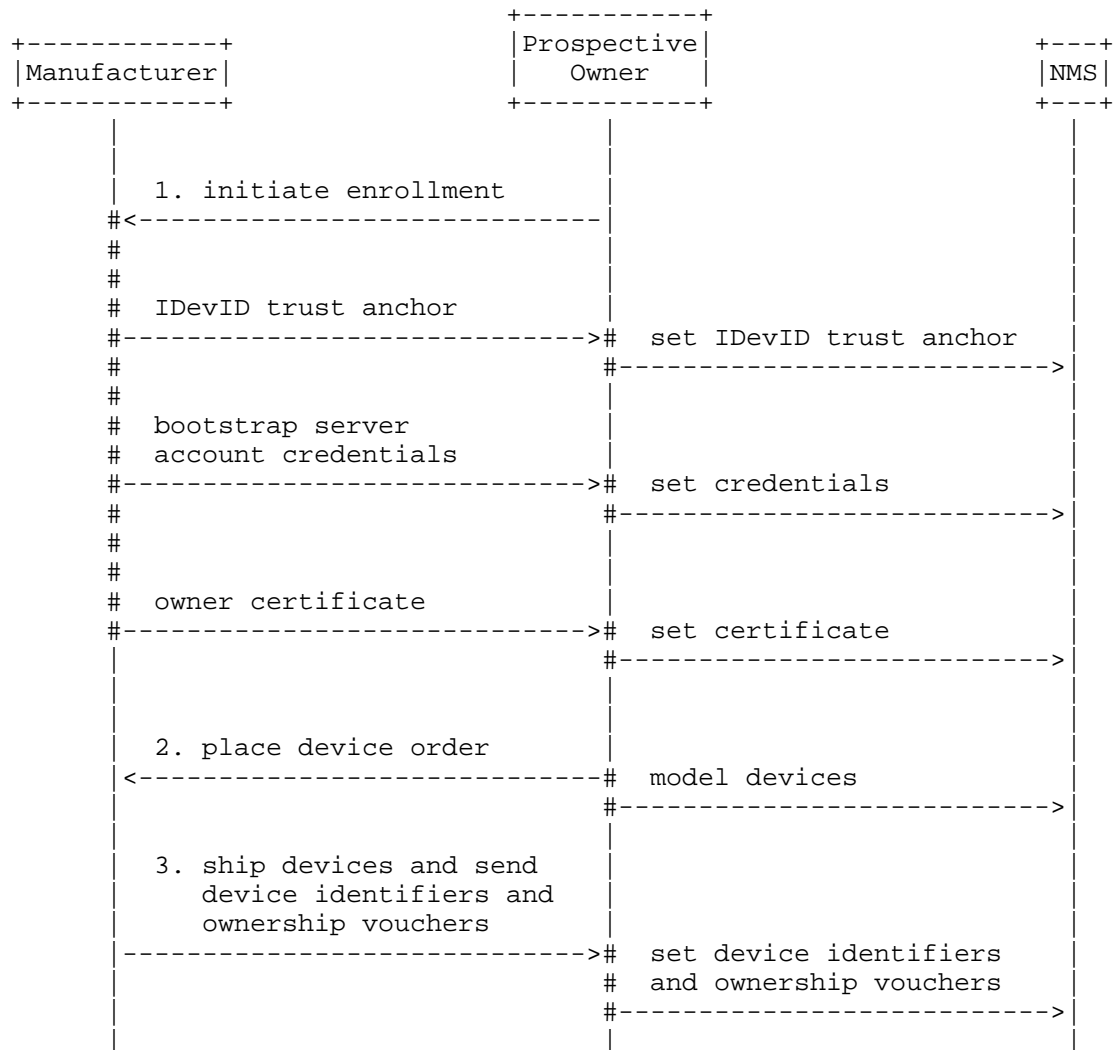 Prospective
Manufacturer Owner NMS
1. initiate enrollment
IDevID trust anchor
set IDevID trust anchor
bootstrap server
account credentials
set credentials
owner certificate
set certificate
2. place device order
model devices
3. ship devices and send
device identifiers and
ownership vouchers
set device identifiers
and ownership vouchers